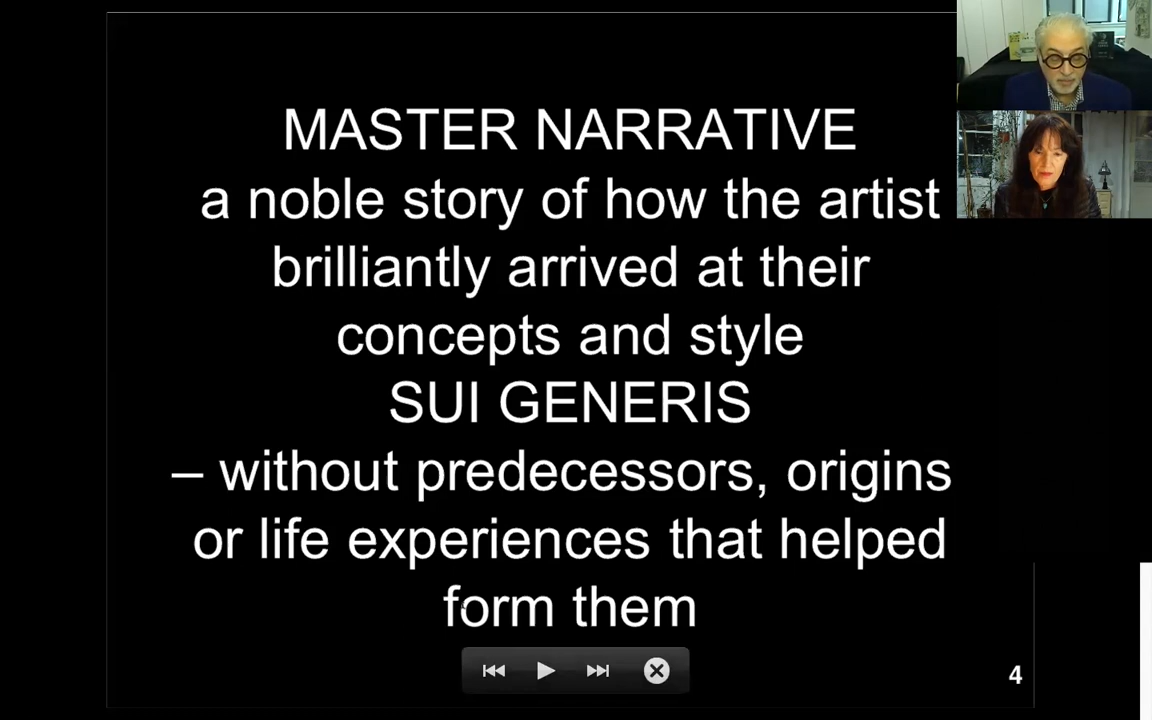 MASTER NARRATIVE
a noble story of how the artist
brilliantly arrived at their
concepts and style
SUI GENERIS
– without predecessors, origins
or life experiences that helped
form them
4